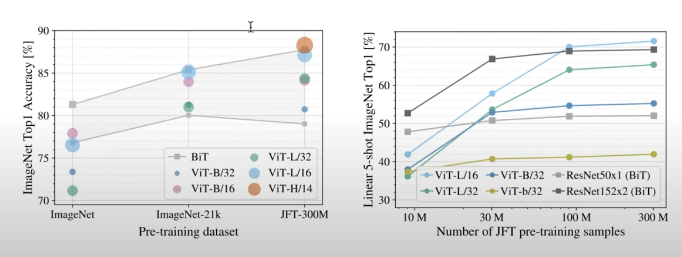 ImageNet Top1 Accuracy [%]
90
85
80
75
70
BiT
ViT-B/32
ViT-B/16
ViT-L/32
ViT-L/16
ViT-H/14
ImageNet
ImageNet-21k
JFT-300M
Pre-training dataset
Linear 5-shot ImageNet Top1 [%]
70
60
50
40
30
ViT-L/16
ViT-L/32
ViT-B/32
ViT-b/32
ResNet50x1 (BiT)
ResNet152x2 (BiT)
10 M
30 M
100 M
300 M
Number of JFT pre-training samples